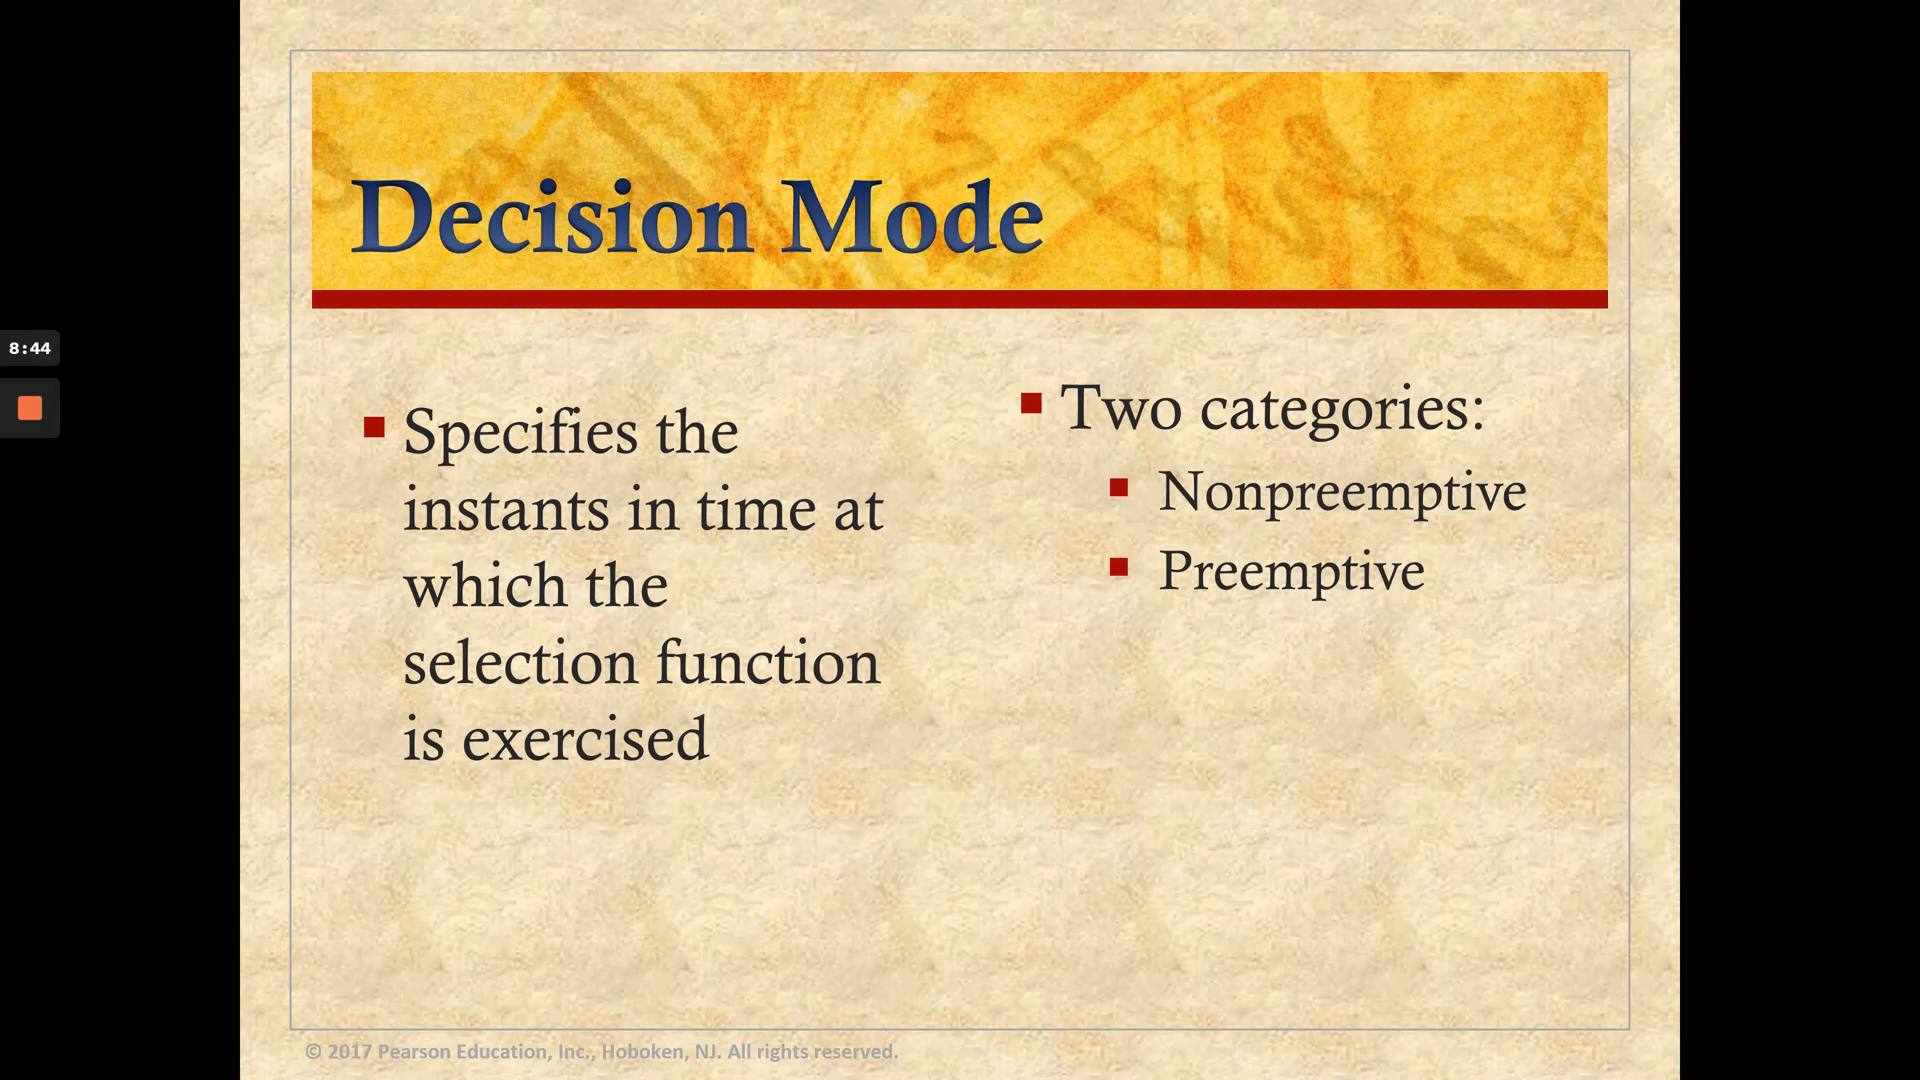 Decision Mode
8:44
Specifies the
instants in time at
which the
selection function
is exercised
Two categories:
Nonpreemptive
Preemptive
© 2017 Pearson Education, Inc., Hoboken, NJ. All rights reserved.